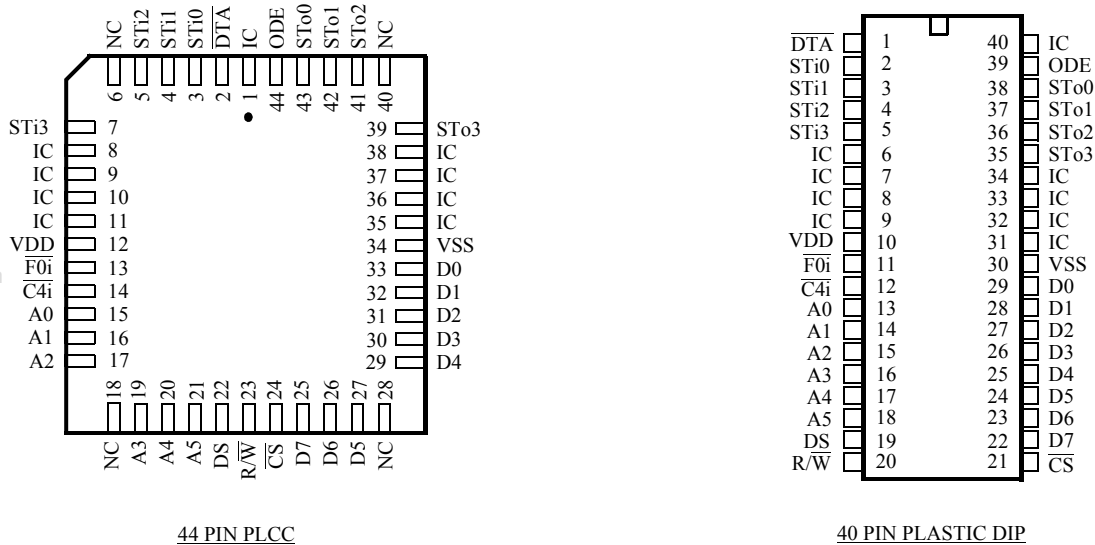 NC STi2 STi1 STi0 DTA IC ODE STo0 STo1 STo2 NC
6 5 4 3 2 1 44 43 42 41 40
STi3 7
IC 8
IC 9
IC 10
IC 11
VDD 12
F0i 13
C4i 14
A0 15
A1 16
A2 17
39 STo3
38 IC
37 IC
36 IC
35 IC
34 VSS
33 D0
32 D1
31 D2
30 D3
29 D4
18 19 20 21 22 23 24 25 26 27 28
NC A3 A4 A5 DS R/W CS D7 D6 D5 NC
44 PIN PLCC
DTA 1 40 IC
STi0 2 39 ODE
STi1 3 38 STo0
STi2 4 37 STo1
STi3 5 36 STo2
IC 6 35 STo3
IC 7 34 IC
IC 8 33 IC
IC 9 32 IC
VDD 10 31 IC
F0i 11 30 VSS
C4i 12 29 D0
A0 13 28 D1
A1 14 27 D2
A2 15 26 D3
A3 16 25 D4
A4 17 24 D5
A5 18 23 D6
DS 19 22 D7
R/W 20 21 CS
40 PIN PLASTIC DIP